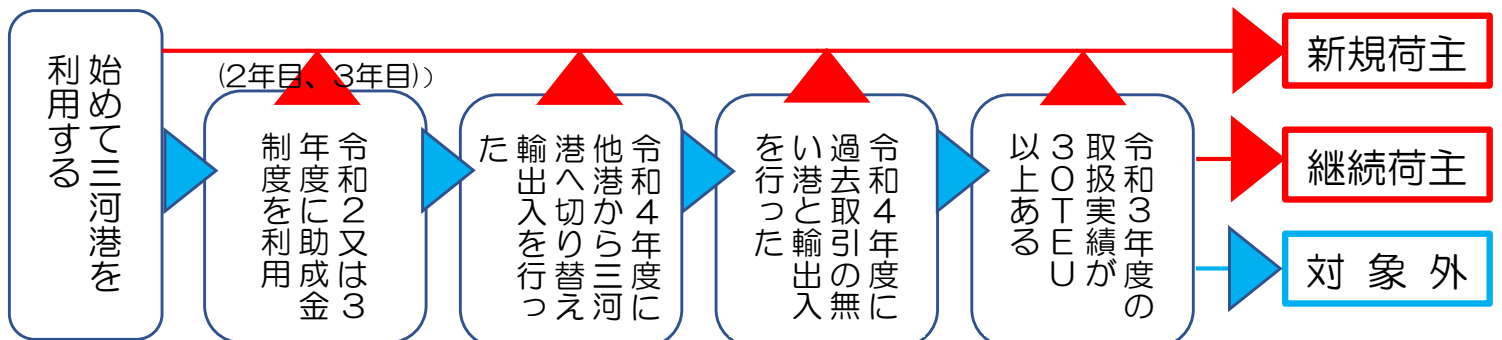 始めて三河港を
利用する
(2年目、3年目))
令和２又は３
年度に助成金
制度を利用
令和４年度に
他港から三河
港へ切り替え
輸出入を行っ
た
令和４年度に
過去取引の無
い港と輸出入
を行った
令和３年度の
取扱実績が
３０ＴＥＵ
以上ある
新規荷主
継続荷主
対 象 外